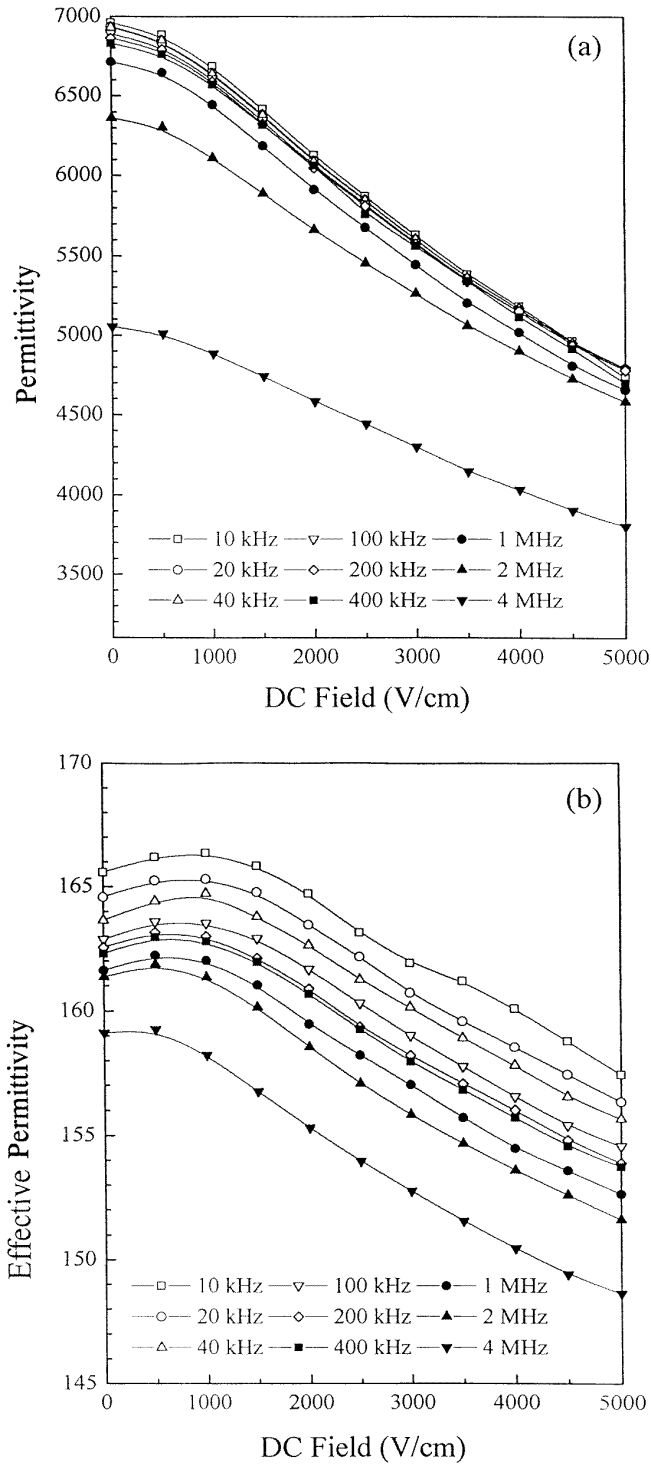 7000
(a)
6500
6000
5500
5000
4500
4000
3500
Permittivity
10 kHz 100 kHz 1 MHz
20 kHz 200 kHz 2 MHz
40 kHz 400 kHz 4 MHz
0 1000 2000 3000 4000 5000
DC Field (V/cm)
170
(b)
165
160
155
150
145
Effective Permittivity
10 kHz 100 kHz 1 MHz
20 kHz 200 kHz 2 MHz
40 kHz 400 kHz 4 MHz
0 1000 2000 3000 4000 5000
DC Field (V/cm)